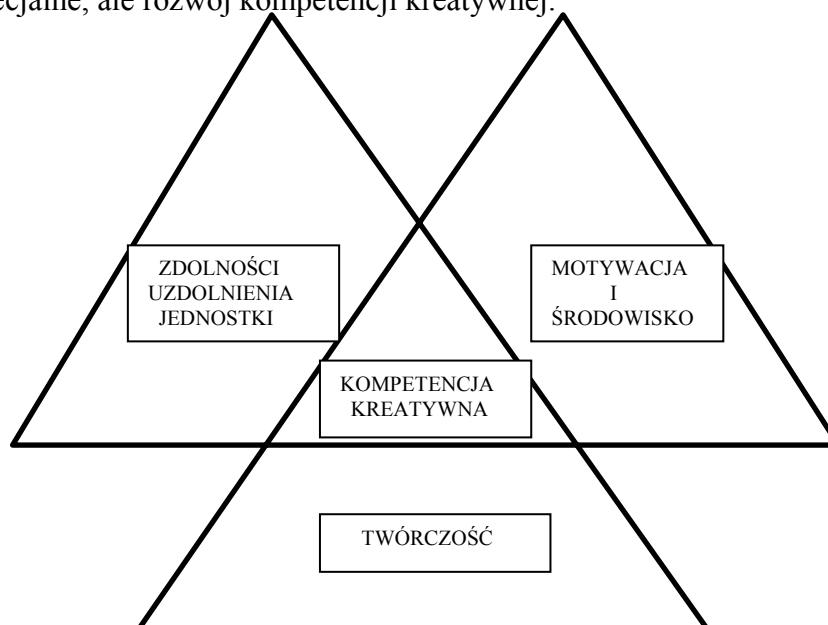 ale rozwój kompetencji kreatywnej.
ZDOLNOŚCI
UZDOLNIENIA
JEDNOSTKI
MOTYWACJA
I
ŚRODOWISKO
KOMPETENCJA
KREATYWNA
TWÓRCZOŚĆ